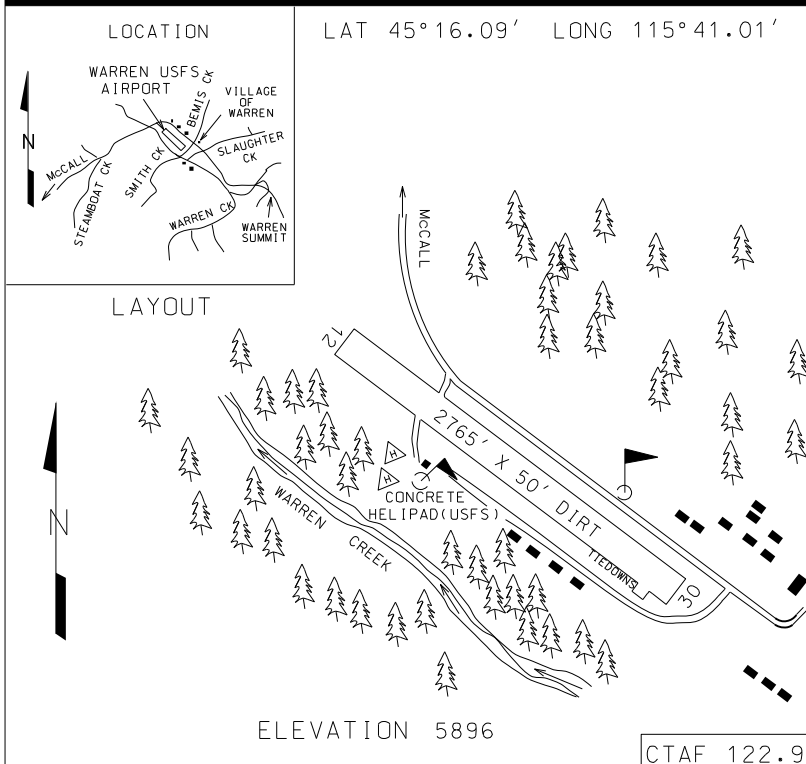 LOCATION
LAT 45°16.09' LONG 115°41.01'
WARREN USFS
AIRPORT
BEMIS CK
VILLAGE
OF
WARREN
N
SLAUGHTER
CK
McCALL
SMITH CK
STEAMBOAT CK
WARREN CK
WARREN
SUMMIT
McCALL
LAYOUT
12
2765' X 50' DIRT
H
H
CONCRETE
HELIPAD(USFS)
N
WARREN CREEK
TIEDOWNS
30
ELEVATION 5896
CTAF 122.9